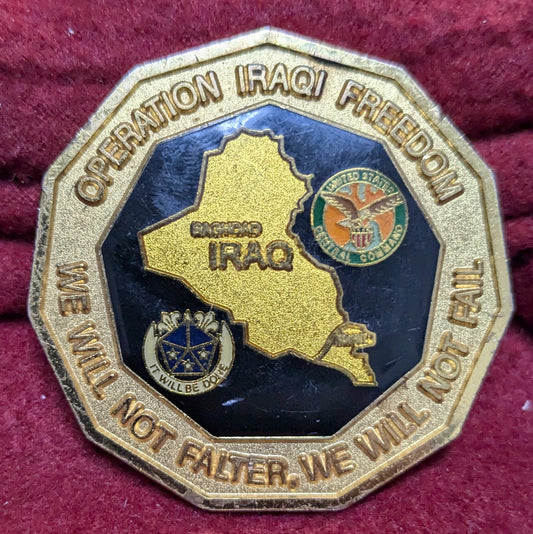 OPERATION IRAQI FREEDOM
UNITED STATES
CENTRAL COMMAND
BAGHDAD
IRAQ
IT WILL BE DONE
WE WILL NOT FALTER, WE WILL NOT FAIL